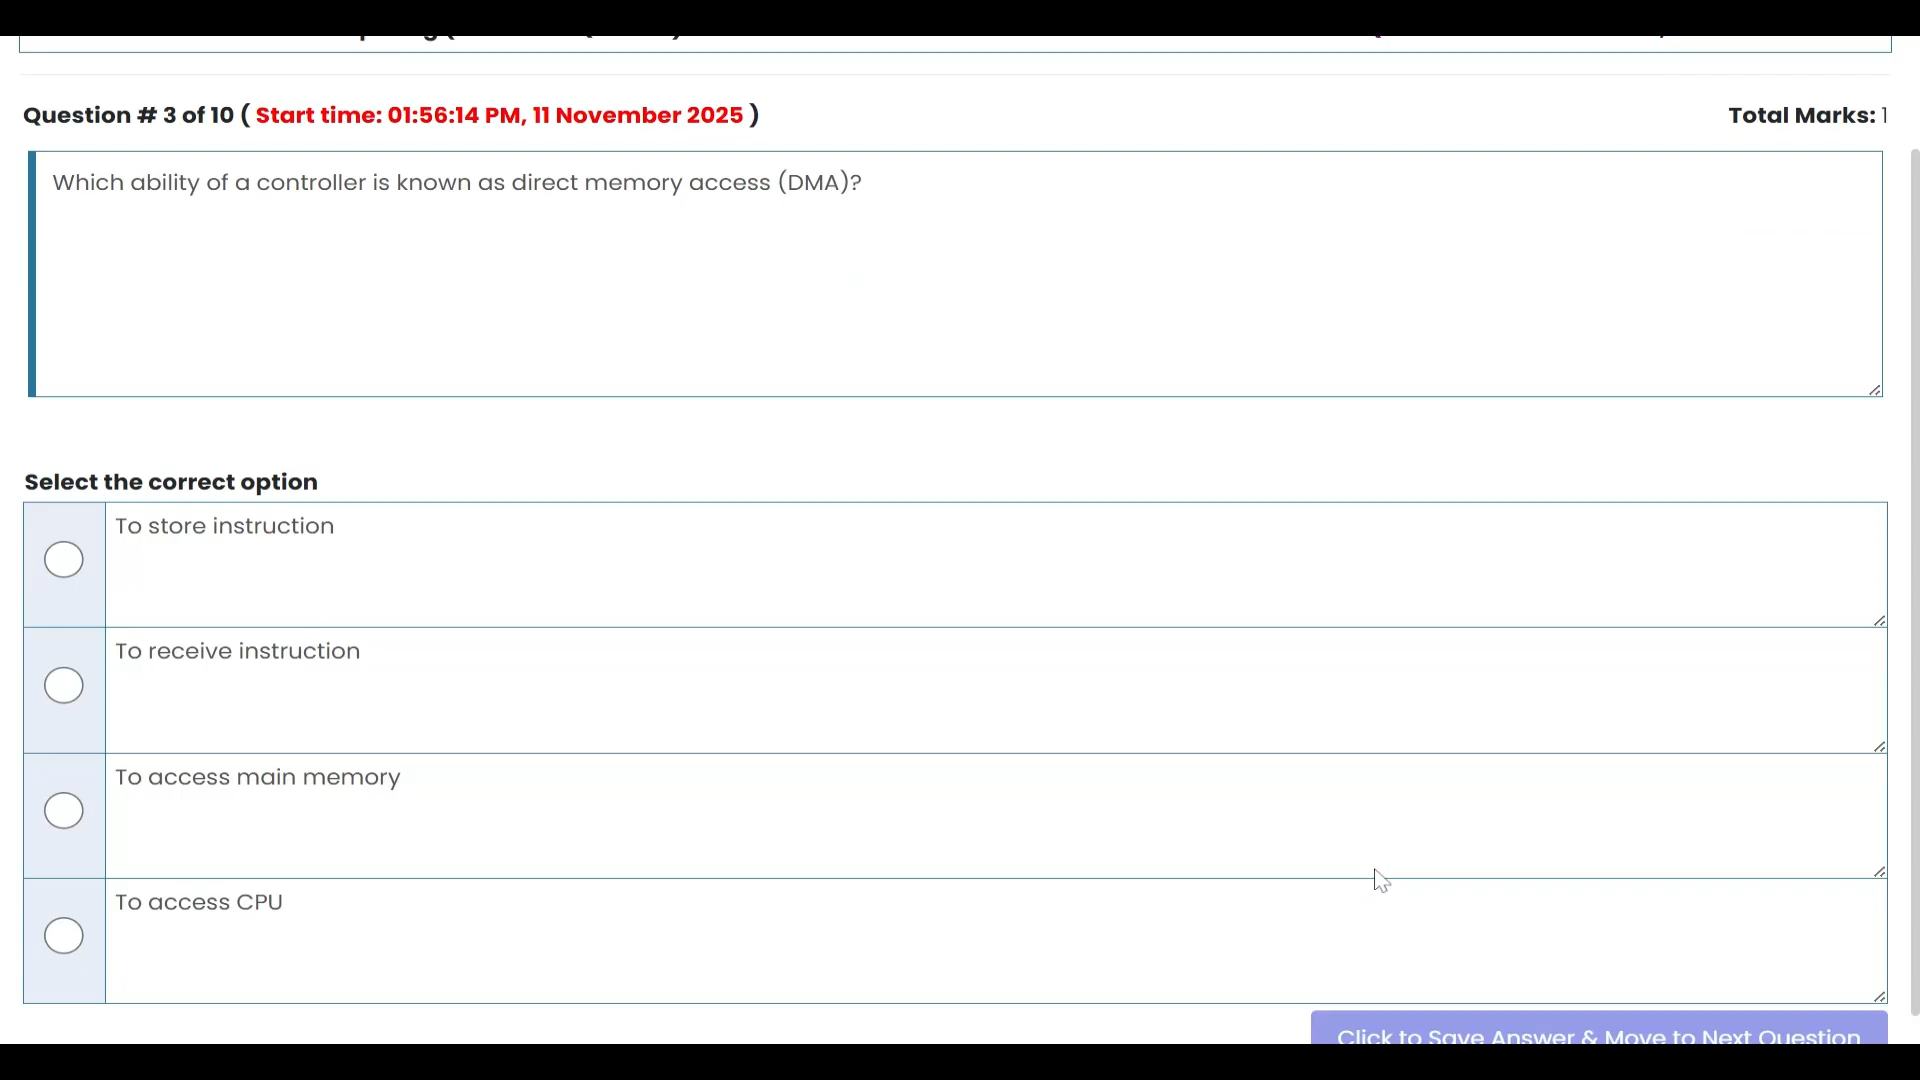 Question # 3 of 10 ( Start time: 01:56:14 PM, 11 November 2025 )
Total Marks: 1
Which ability of a controller is known as direct memory access (DMA)?
Select the correct option
To store instruction
To receive instruction
To access main memory
To access CPU
Click to Save Answer & Move to Next Question